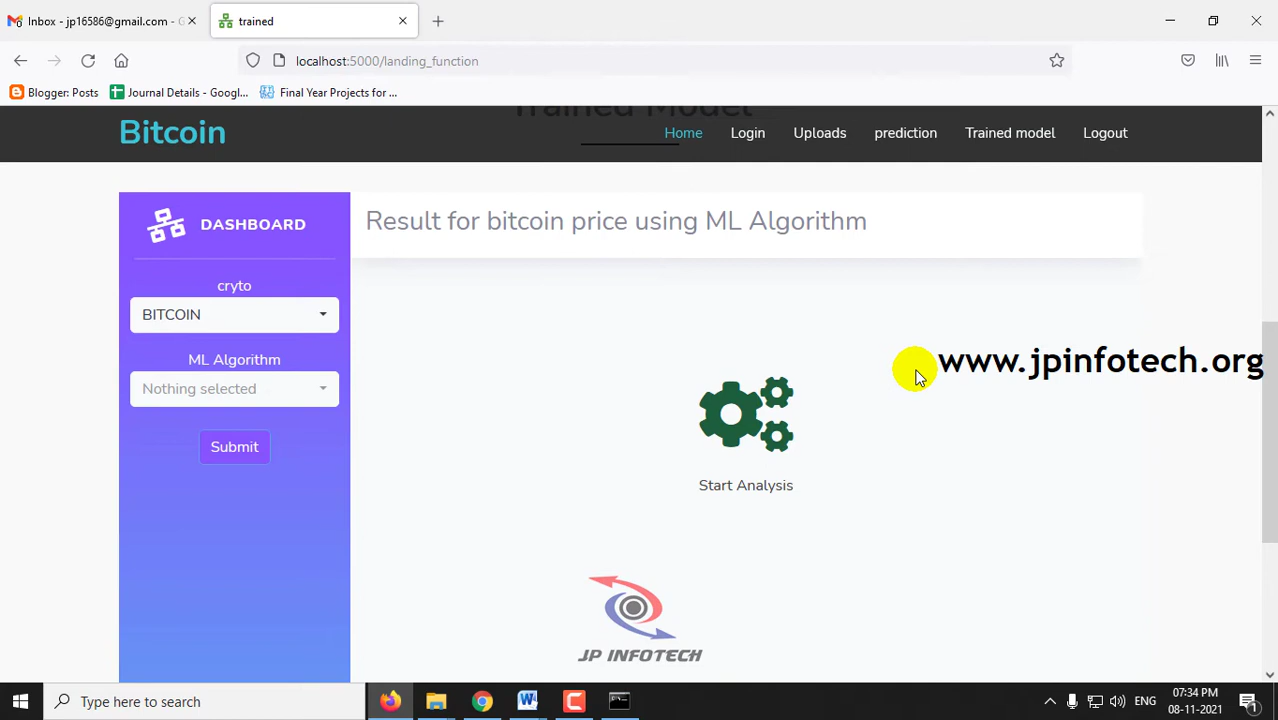 Inbox - jp16586@gmail.com - G
trained
localhost:5000/landing_function
Blogger: Posts
Journal Details - Googl...
Final Year Projects for ...
Trained Model
Bitcoin
Home
Login
Uploads
prediction
Trained model
Logout
DASHBOARD
Result for bitcoin price using ML Algorithm
cryto
BITCOIN
www.jpinfotech.org
ML Algorithm
Nothing selected
Submit
Start Analysis
JP INFOTECH
Type here to search
ENG
07:34 PM
08-11-2021
1